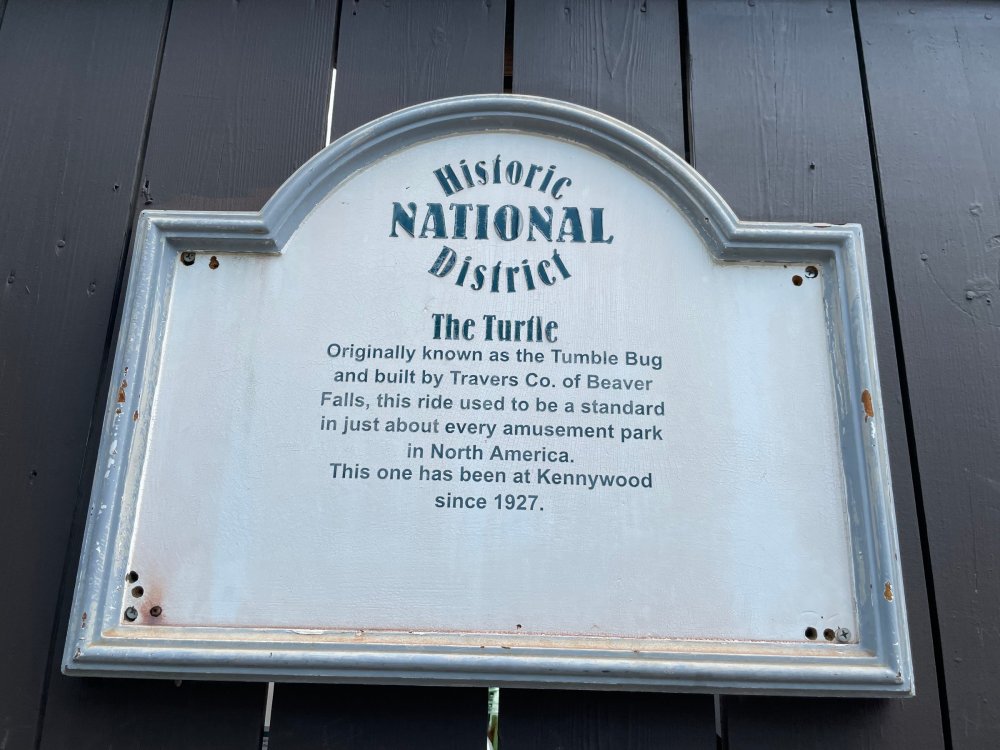 Historic
NATIONAL
District
The Turtle
Originally known as the Tumble Bug
and built by Travers Co. of Beaver
Falls, this ride used to be a standard
in just about every amusement park
in North America.
This one has been at Kennywood
since 1927.